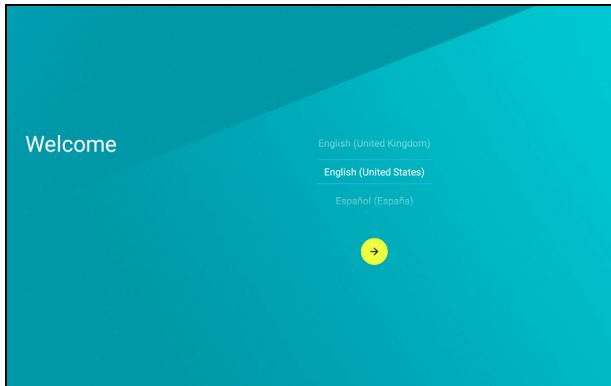 Welcome
English (United Kingdom)
English (United States)
Español (España)